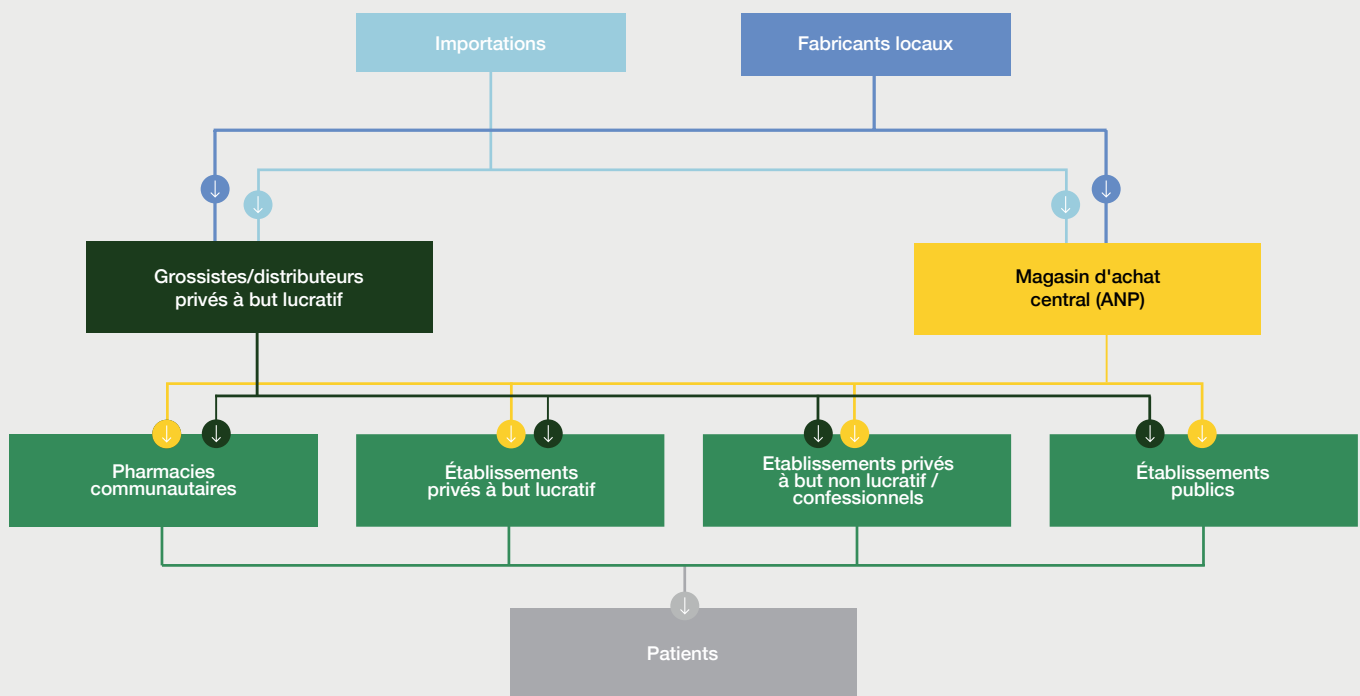 Importations
Fabricants locaux
Grossistes/distributeurs
privés à but lucratif
Magasin d'achat
central (ANP)
Pharmacies
communautaires
Établissements
privés à but lucratif
Etablissements privés
à but non lucratif /
confessionnels
Établissements
publics
Patients